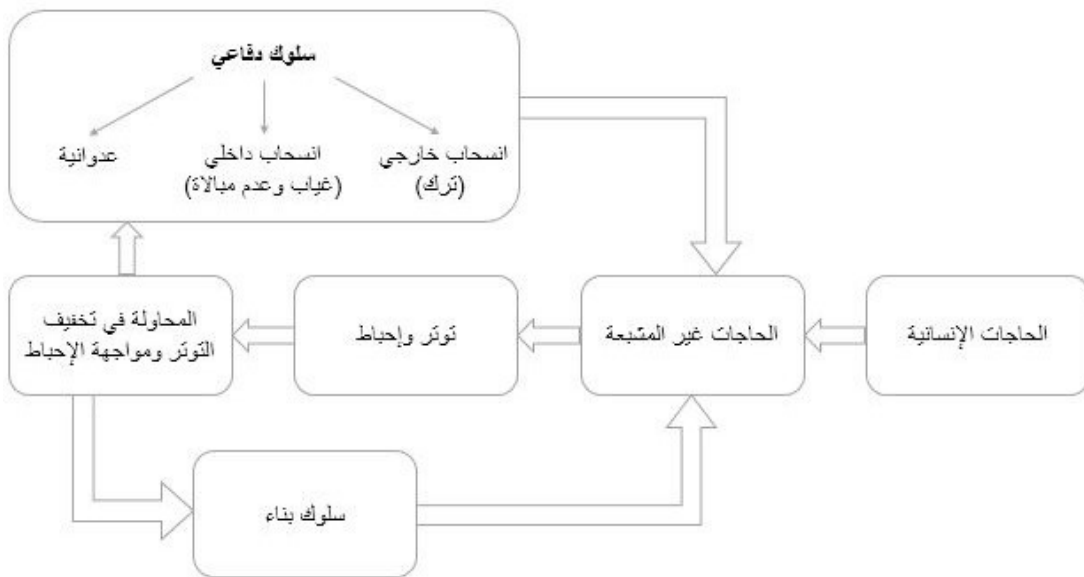 سلوك دفاعي
انسحاب خارجي
(ترك)
انسحاب داخلي
(غياب وعدم مبالاة)
عدوانية
الحاجات الإنسانية
الحاجات غير المشبعة
توتر وإحباط
المحاولة في تخفيف
التوتر ومواجهة الإحباط
سلوك بناء